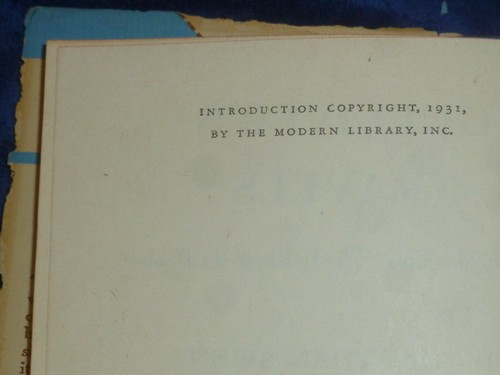 INTRODUCTION COPYRIGHT, 1931,
BY THE MODERN LIBRARY, INC.